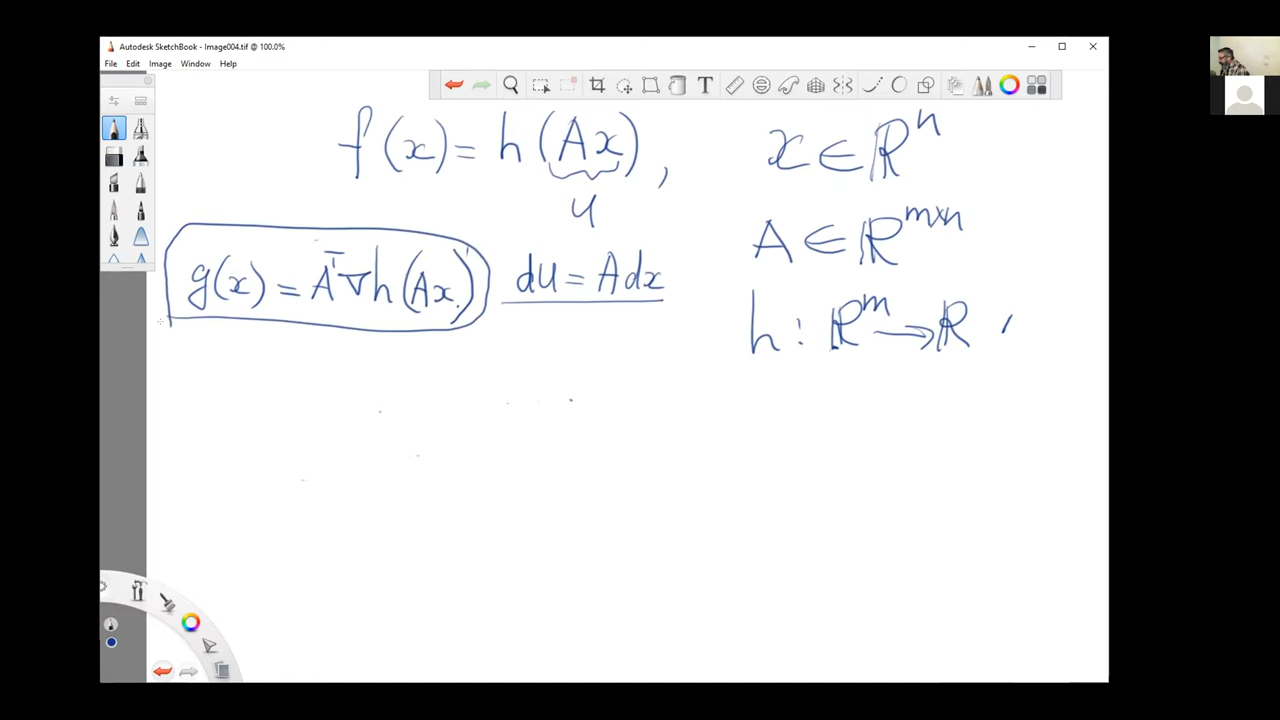 Autodesk SketchBook - Image004.tif @ 100.0%
File Edit Image Window Help
f(x) = h(Ax), x ∈ ℝⁿ
u
A ∈ ℝᵐˣⁿ
g(x) = Aᵀ∇h(Ax) du = Adx
h : ℝᵐ → ℝ